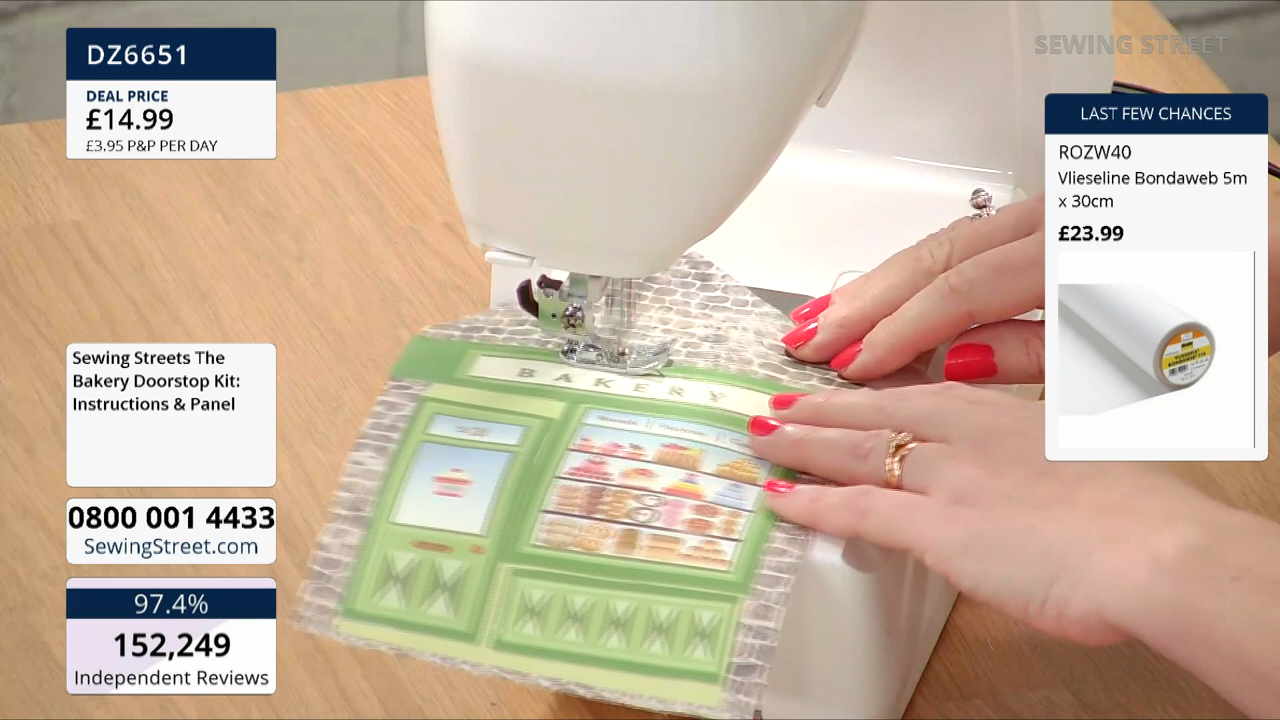 DZ6651
DEAL PRICE
£14.99
£3.95 P&P PER DAY
Sewing Streets The
Bakery Doorstop Kit:
Instructions & Panel
0800 001 4433
SewingStreet.com
97.4%
152,249
Independent Reviews
BAKERY
SEWING STREET
LAST FEW CHANCES
ROZW40
Vlieseline Bondaweb 5m
x 30cm
£23.99